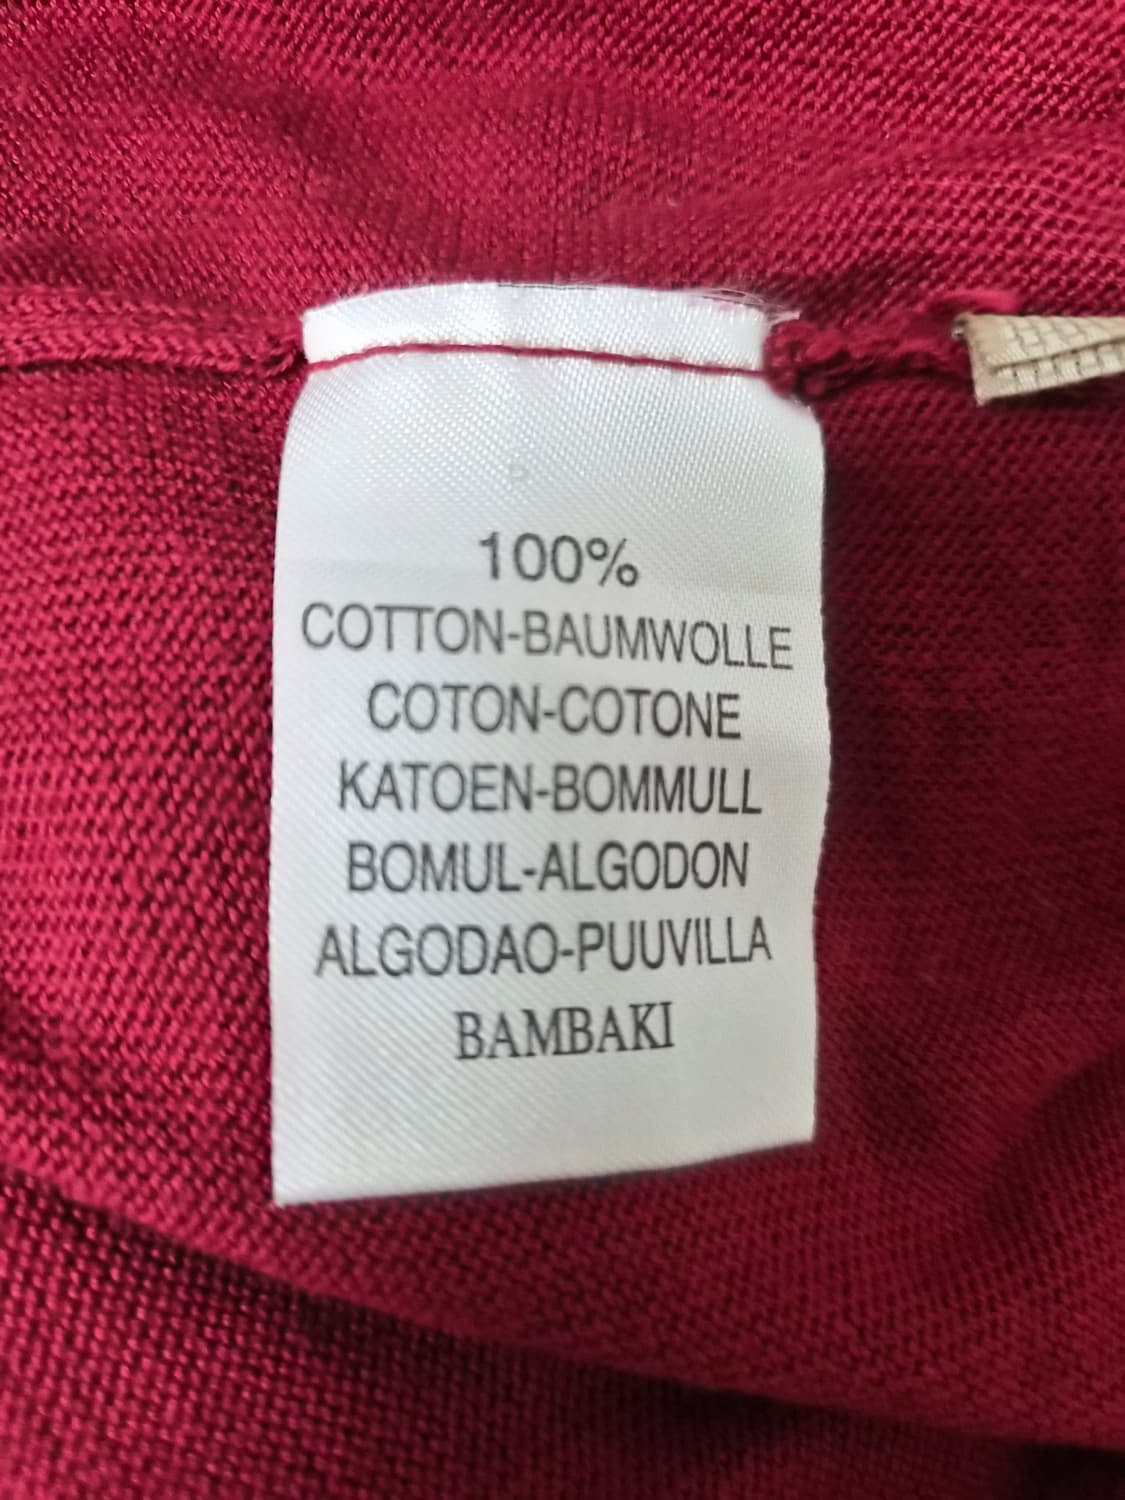 100%
COTTON-BAUMWOLLE
COTON-COTONE
KATOEN-BOMMULL
BOMUL-ALGODON
ALGODAO-PUUVILLA
BAMBAKI